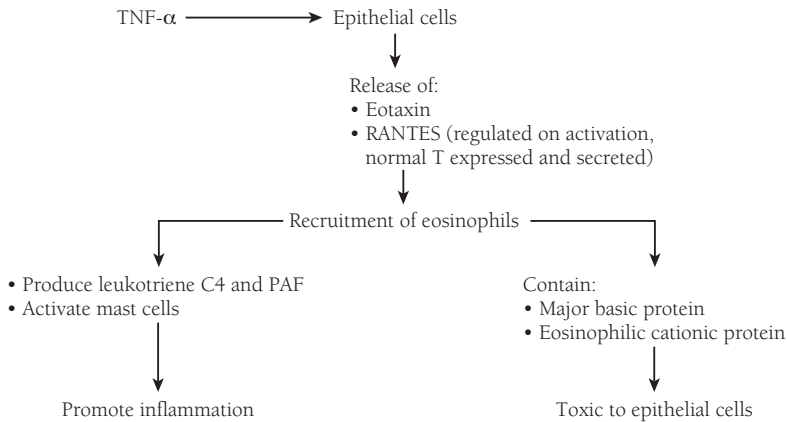 TNF-α
Epithelial cells
Release of:
• Eotaxin
• RANTES (regulated on activation,
normal T expressed and secreted)
Recruitment of eosinophils
• Produce leukotriene C4 and PAF
• Activate mast cells
Contain:
• Major basic protein
• Eosinophilic cationic protein
Promote inflammation
Toxic to epithelial cells